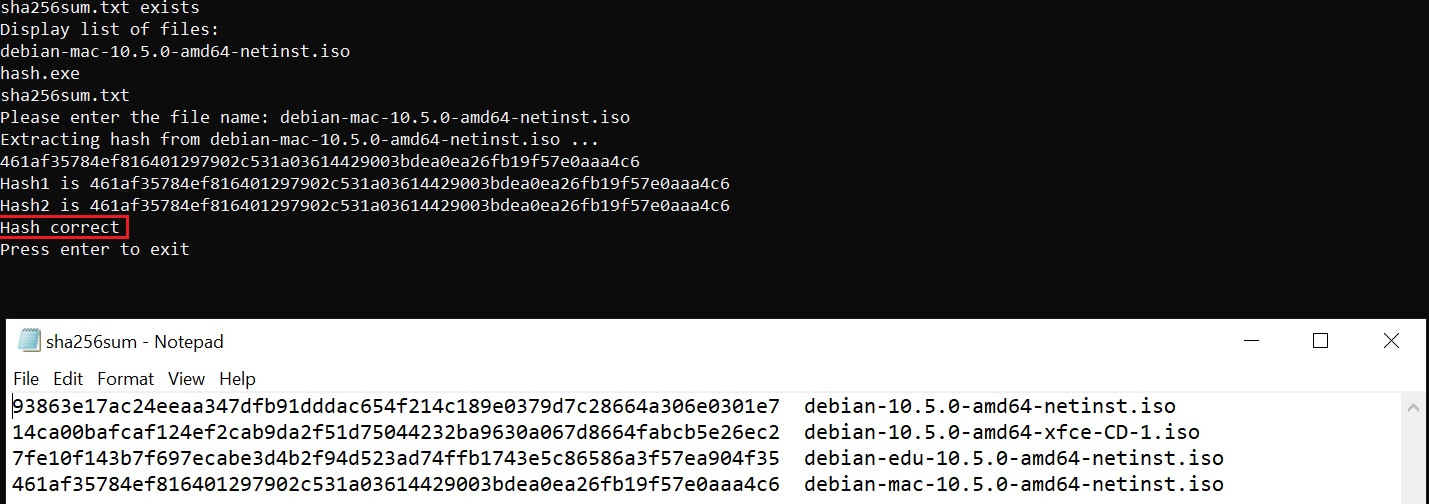 sha256sum.txt exists
Display list of files:
debian-mac-10.5.0-amd64-netinst.iso
hash.exe
sha256sum.txt
Please enter the file name: debian-mac-10.5.0-amd64-netinst.iso
Extracting hash from debian-mac-10.5.0-amd64-netinst.iso ...
461af35784ef816401297902c531a03614429003bdea0ea26fb19f57e0aaa4c6
Hash1 is 461af35784ef816401297902c531a03614429003bdea0ea26fb19f57e0aaa4c6
Hash2 is 461af35784ef816401297902c531a03614429003bdea0ea26fb19f57e0aaa4c6
Hash correct
Press enter to exit
sha256sum - Notepad
File Edit Format View Help
93863e17ac24eeaa347dfb91dddac654f214c189e0379d7c28664a306e0301e7  debian-10.5.0-amd64-netinst.iso
14ca00bafcaf124ef2cab9da2f51d75044232ba9630a067d8664fabcb5e26ec2  debian-10.5.0-amd64-xfce-CD-1.iso
7fe10f143b7f697ecabe3d4b2f94d523ad74ffb1743e5c86586a3f57ea904f35  debian-edu-10.5.0-amd64-netinst.iso
461af35784ef816401297902c531a03614429003bdea0ea26fb19f57e0aaa4c6  debian-mac-10.5.0-amd64-netinst.iso